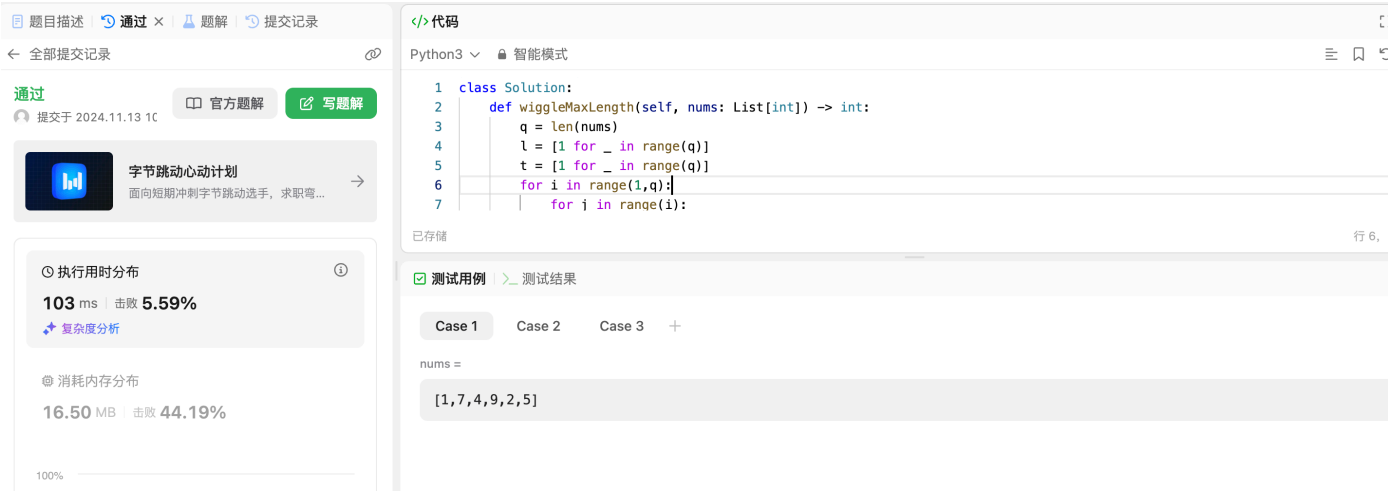 题目描述 通过 题解 提交记录
全部提交记录
通过
提交于 2024.11.13 10
官方题解
写题解
字节跳动心动计划
面向短期冲刺字节跳动选手，求职弯...
执行用时分布
103 ms 击败 5.59%
复杂度分析
消耗内存分布
16.50 MB 击败 44.19%
100%
</> 代码
Python3 智能模式
1 class Solution:
2 def wiggleMaxLength(self, nums: List[int]) -> int:
3 q = len(nums)
4 l = [1 for _ in range(q)]
5 t = [1 for _ in range(q)]
6 for i in range(1,q):
7 for j in range(i):
已存储
行 6,
测试用例 >_ 测试结果
Case 1 Case 2 Case 3 +
nums =
[1,7,4,9,2,5]